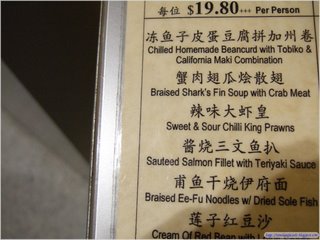 每位 $19.80+++ Per Person
冻鱼子皮蛋豆腐拼加州卷
Chilled Homemade Beancurd with Tobiko &
California Maki Combination
蟹肉翅瓜烩散翅
Braised Shark's Fin Soup with Crab Meat
辣味大虾皇
Sweet & Sour Chilli King Prawns
酱烧三文鱼扒
Sauteed Salmon Fillet with Teriyaki Sauce
甫鱼干烧伊府面
Braised Ee-Fu Noodles w/ Dried Sole Fish
莲子红豆沙
Cream Of Red Bean with